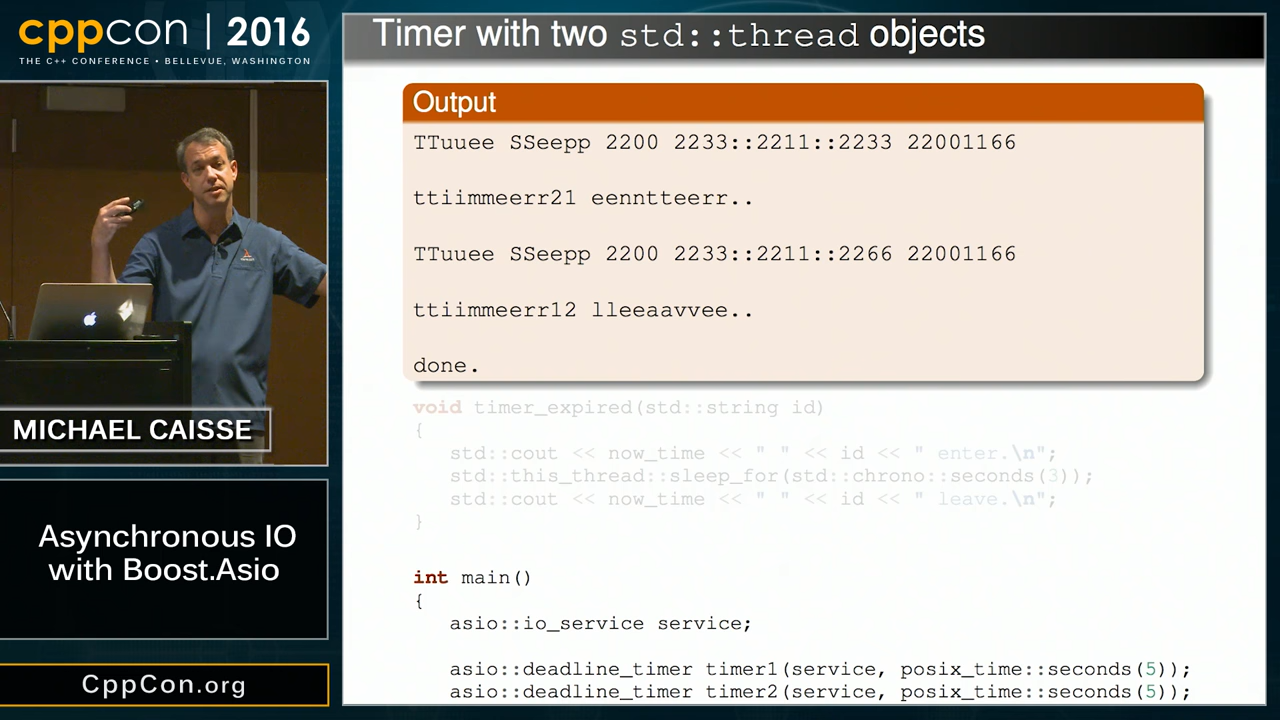 cppcon | 2016
THE C++ CONFERENCE • BELLEVUE, WASHINGTON
MICHAEL CAISSE
Asynchronous IO
with Boost.Asio
CppCon.org
Timer with two std::thread objects
Output
TTuuee SSeepp 2200 2233::2211::2233 22001166
ttiimmeerr21 eenntteerr..
TTuuee SSeepp 2200 2233::2211::2266 22001166
ttiimmeerr12 lleeaavvee..
done.
void timer_expired(std::string id)
{
std::cout << now_time << " " << id << " enter.\n";
std::this_thread::sleep_for(std::chrono::seconds(3));
std::cout << now_time << " " << id << " leave.\n";
}
int main()
{
asio::io_service service;
asio::deadline_timer timer1(service, posix_time::seconds(5));
asio::deadline_timer timer2(service, posix_time::seconds(5));